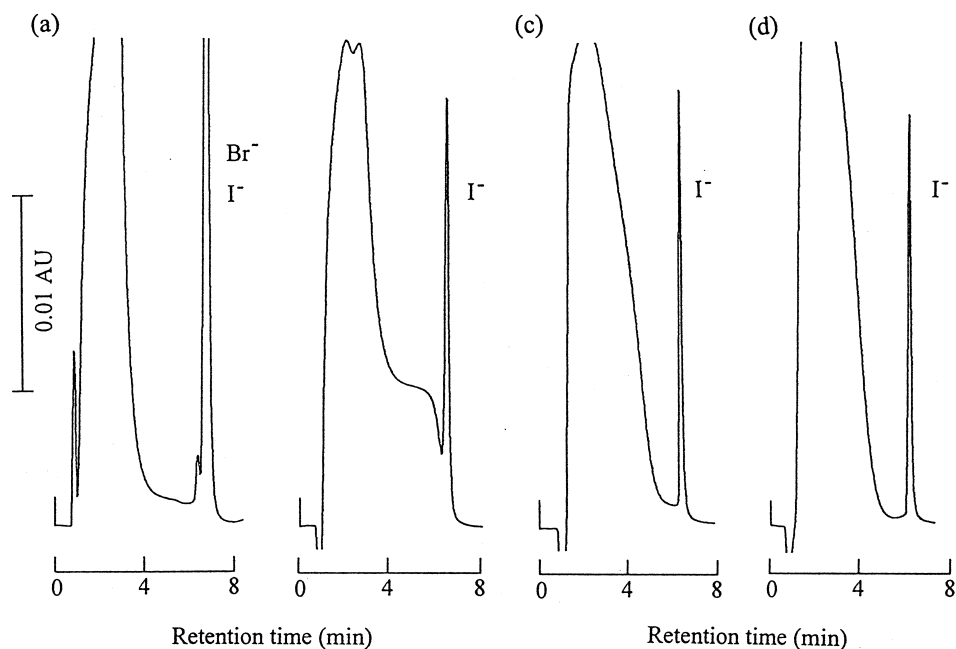 (a)
(c)
(d)
Br⁻
I⁻
I⁻
I⁻
I⁻
0.01 AU
0 4 8
0 4 8
0 4 8
0 4 8
Retention time (min)
Retention time (min)